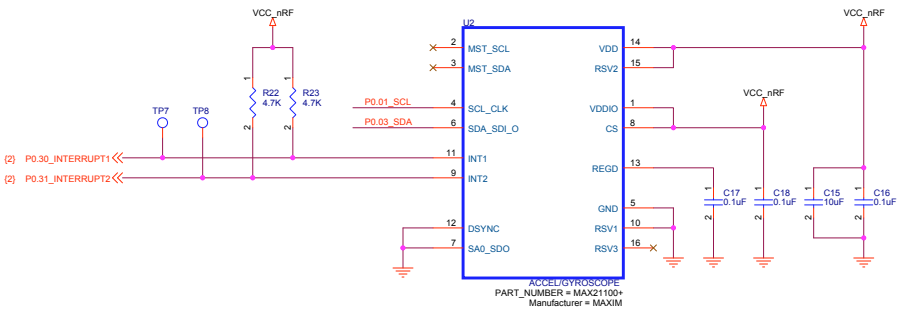 VCC_nRF
VCC_nRF
U2
2 MST_SCL
VDD 14
3 MST_SDA
RSV2 15
1
1
R22
4.7K
R23
4.7K
2
2
VCC_nRF
TP7
TP8
P0.01_SCL
4 SCL_CLK
VDDIO 1
P0.03_SDA
6 SDA_SDI_O
CS 8
{2} P0.30_INTERRUPT1
11 INT1
{2} P0.31_INTERRUPT2
9 INT2
REGD 13
1
C17
0.1uF
2
1
C18
0.1uF
2
1
C15
10uF
2
1
C16
0.1uF
2
GND 5
12 DSYNC
RSV1 10
7 SA0_SDO
RSV3 16
ACCEL/GYROSCOPE
PART_NUMBER = MAX21100+
Manufacturer = MAXIM